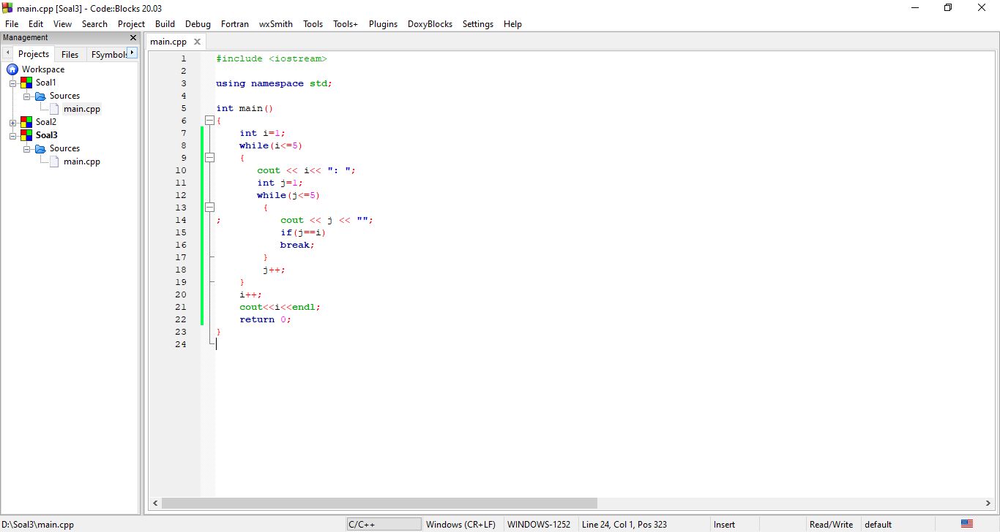 main.cpp [Soal3] - Code::Blocks 20.03
File Edit View Search Project Build Debug Fortran wxSmith Tools Tools+ Plugins DoxyBlocks Settings Help
Management
Projects Files FSymbols
Workspace
Soal1
Sources
main.cpp
Soal2
Soal3
Sources
main.cpp
main.cpp
1 #include <iostream>
2
3 using namespace std;
4
5 int main()
6 {
7 int i=1;
8 while(i<=5)
9 {
10 cout << i<< ": ";
11 int j=1;
12 while(j<=5)
13 {
14 ; cout << j << "";
15 if(j==i)
16 break;
17 }
18 j++;
19 }
20 i++;
21 cout<<i<<endl;
22 return 0;
23 }
24
D:\Soal3\main.cpp C/C++ Windows (CR+LF) WINDOWS-1252 Line 24, Col 1, Pos 323 Insert Read/Write default